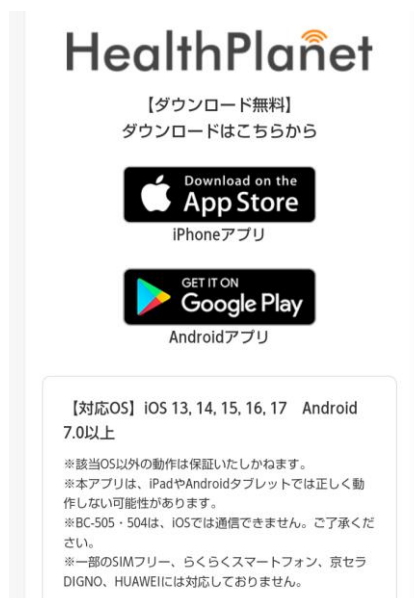 HealthPlanet
【ダウンロード無料】
ダウンロードはこちらから
Download on the
App Store
iPhoneアプリ
GET IT ON
Google Play
Androidアプリ
【対応OS】iOS 13, 14, 15, 16, 17　Android
7.0以上
※該当OS以外の動作は保証いたしかねます。
※本アプリは、iPadやAndroidタブレットでは正しく動
作しない可能性があります。
※BC-505・504は、iOSでは通信できません。ご了承くだ
さい。
※一部のSIMフリー、らくらくスマートフォン、京セラ
DIGNO、HUAWEIには対応しておりません。